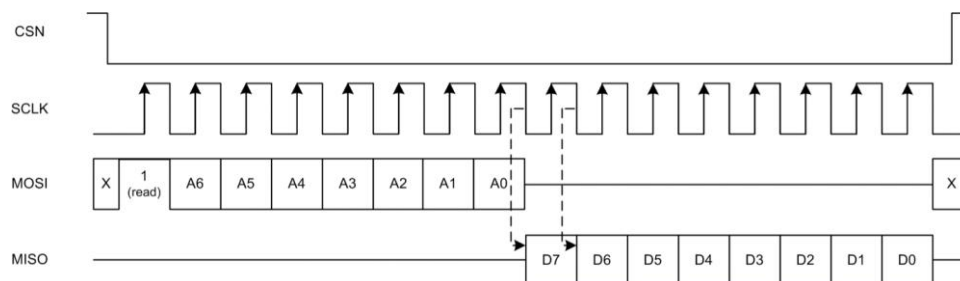 CSN
SCLK
MOSI X 1 A6 A5 A4 A3 A2 A1 A0 X
(read)
MISO D7 D6 D5 D4 D3 D2 D1 D0